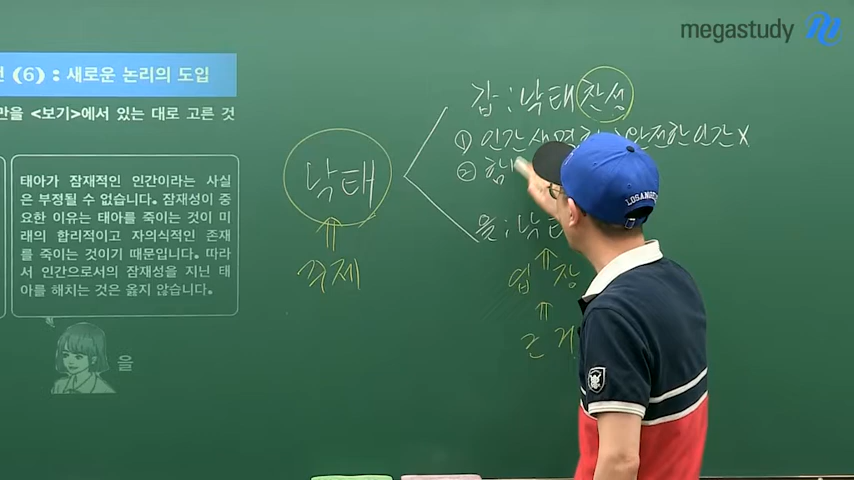 megastudy
(6) : 새로운 논리의 도입
만을 <보기>에서 있는 대로 고른 것
태아가 잠재적인 인간이라는 사실
은 부정될 수 없습니다. 잠재성이 중
요한 이유는 태아를 죽이는 것이 미
래의 합리적이고 자의식적인 존재
를 죽이는 것이기 때문입니다. 따라
서 인간으로서의 잠재성을 지닌 태
아를 해치는 것은 옳지 않습니다.
을
낙태
주제
갑 : 낙태 찬성
① 인간 완전한 인간 X
②
을 : 낙태
입장
근거
LOS ANGELES